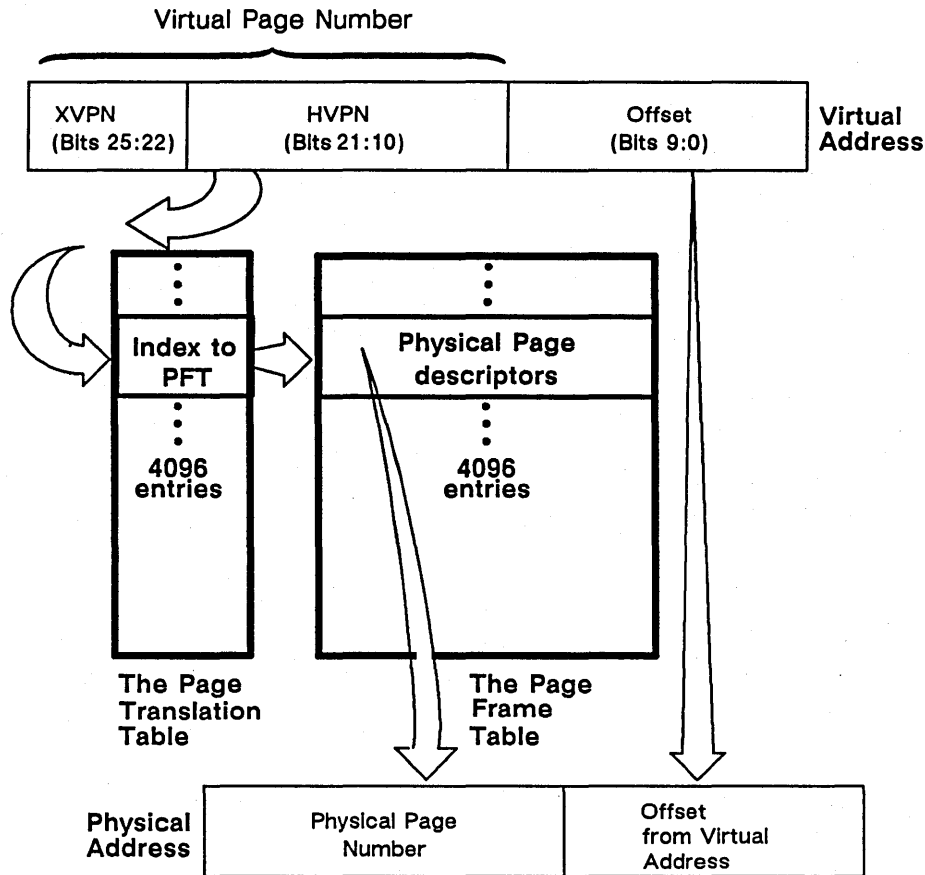 Virtual Page Number
XVPN
(Bits 25:22)
HVPN
(Bits 21:10)
Offset
(Bits 9:0)
Virtual
Address
Index to
PFT
4096
entries
Physical Page
descriptors
4096
entries
The Page
Translation
Table
The Page
Frame
Table
Physical
Address
Physical Page
Number
Offset
from Virtual
Address